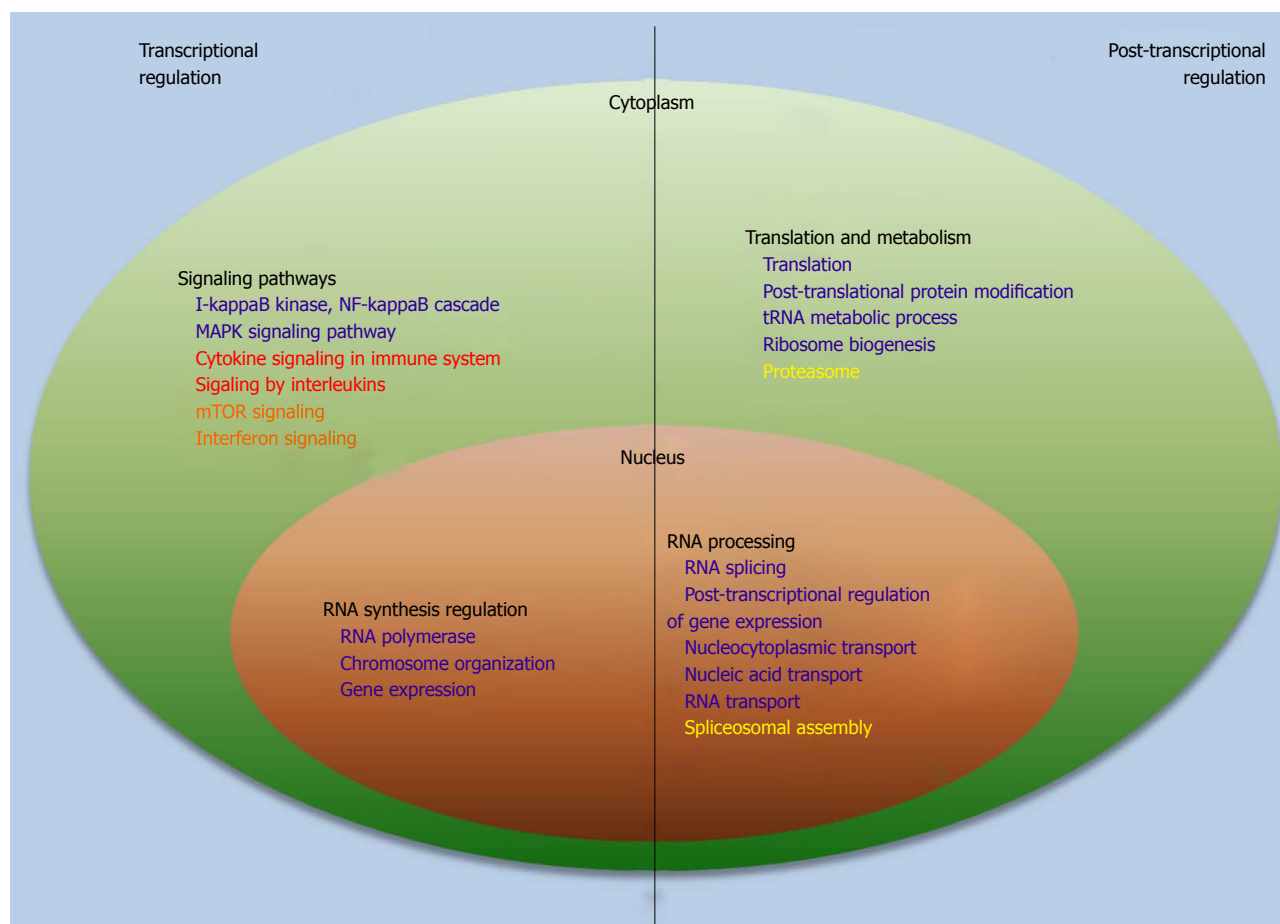 Transcriptional
regulation
Post-transcriptional
regulation
Cytoplasm
Signaling pathways
I-kappaB kinase, NF-kappaB cascade
MAPK signaling pathway
Cytokine signaling in immune system
Sigaling by interleukins
mTOR signaling
Interferon signaling
Translation and metabolism
Translation
Post-translational protein modification
tRNA metabolic process
Ribosome biogenesis
Proteasome
Nucleus
RNA synthesis regulation
RNA polymerase
Chromosome organization
Gene expression
RNA processing
RNA splicing
Post-transcriptional regulation
of gene expression
Nucleocytoplasmic transport
Nucleic acid transport
RNA transport
Spliceosomal assembly